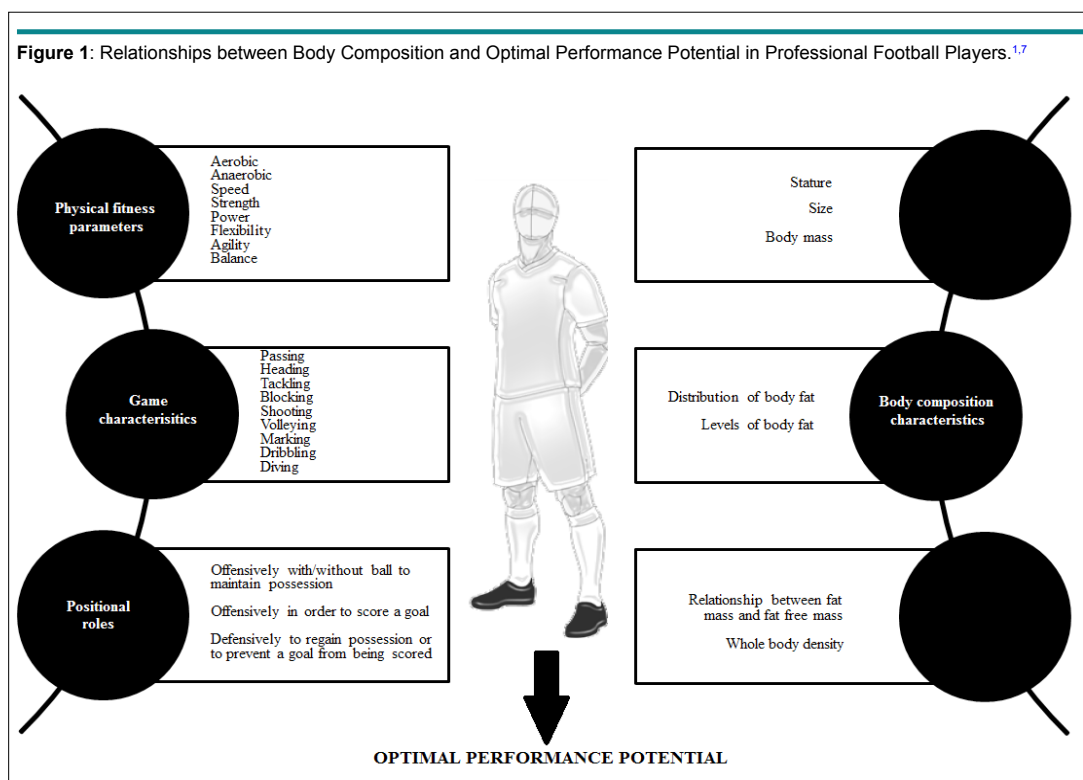 Figure 1: Relationships between Body Composition and Optimal Performance Potential in Professional Football Players.1,7
Physical fitness
parameters
Aerobic
Anaerobic
Speed
Strength
Power
Flexibility
Agility
Balance
Stature
Size
Body mass
Game
characterisitics
Passing
Heading
Tackling
Blocking
Shooting
Volleying
Marking
Dribbling
Diving
Distribution of body fat
Levels of body fat
Body composition
characteristics
Positional
roles
Offensively with/without ball to
maintain possession
Offensively in order to score a goal
Defensively to regain possession or
to prevent a goal from being scored
Relationship between fat
mass and fat free mass
Whole body density
OPTIMAL PERFORMANCE POTENTIAL